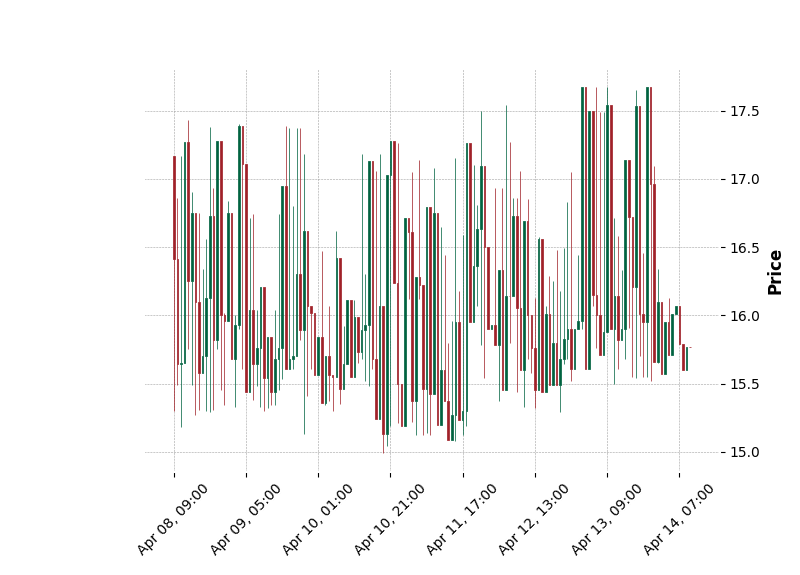 17.5
17.0
16.5
16.0
15.5
15.0
Price
Apr 08, 09:00
Apr 09, 05:00
Apr 10, 01:00
Apr 10, 21:00
Apr 11, 17:00
Apr 12, 13:00
Apr 13, 09:00
Apr 14, 07:00